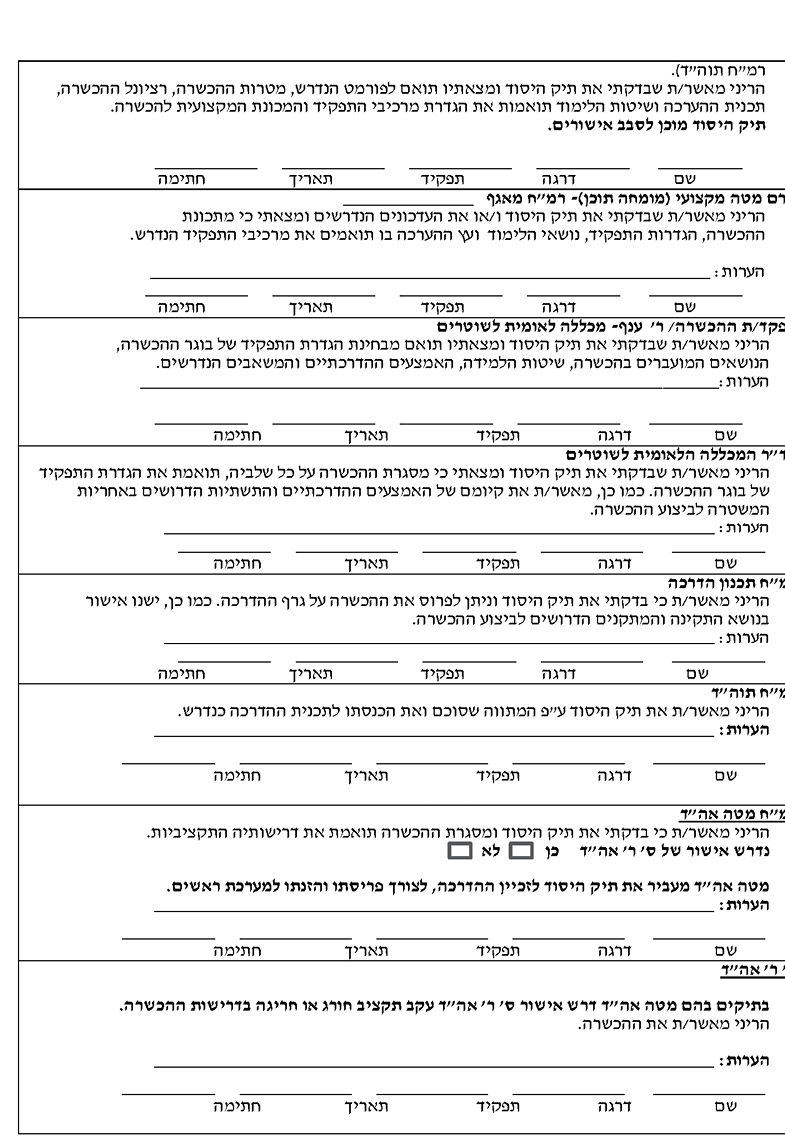 רמ״ח תוה״ד).
הריני מאשר/ת שבדקתי את תיק היסוד ומצאתיו תואם לפורמט הנדרש, מטרות ההכשרה, רציונל ההכשרה,
תכנית ההערכה ושיטות הלימוד תואמות את הגדרת מרכיבי התפקיד והמכונת המקצועית להכשרה.
תיק היסוד מוכן לסבב אישורים.
שם דרגה תפקיד תאריך חתימה
רם מטה מקצועי (מומחה תוכן)- רמ״ח מאגף ____________
הריני מאשר/ת שבדקתי את תיק היסוד ו/או את העדכונים הנדרשים ומצאתי כי מתכונת
ההכשרה, הגדרות התפקיד, נושאי הלימוד ועץ ההערכה בו תואמים את מרכיבי התפקיד הנדרש.
הערות: ____________
שם דרגה תפקיד תאריך חתימה
פקד/ת ההכשרה/ ר׳ ענף- מכללה לאומית לשוטרים
הריני מאשר/ת שבדקתי את תיק היסוד ומצאתיו תואם מבחינת הגדרת התפקיד של בוגר ההכשרה,
הנושאים המועברים בהכשרה, שיטות הלמידה, האמצעים ההדרכתיים והמשאבים הנדרשים.
הערות: ____________
שם דרגה תפקיד תאריך חתימה
ד״ר המכללה הלאומית לשוטרים
הריני מאשר/ת שבדקתי את תיק היסוד ומצאתי כי מסגרת ההכשרה על כל שלביה, תואמת את הגדרת התפקיד
של בוגר ההכשרה. כמו כן, מאשר/ת את קיומם של האמצעים ההדרכתיים והתשתיות הדרושים באחריות
המשטרה לביצוע ההכשרה.
הערות: ____________
שם דרגה תפקיד תאריך חתימה
מ״ח תכנון הדרכה
הריני מאשר/ת כי בדקתי את תיק היסוד וניתן לפרוס את ההכשרה על גרף ההדרכה. כמו כן, ישנו אישור
בנושא התקינה והמתקנים הדרושים לביצוע ההכשרה.
הערות: ____________
שם דרגה תפקיד תאריך חתימה
מ״ח תוה״ד
הריני מאשר/ת את תיק היסוד ע״פ המתווה שסוכם ואת הכנסתו לתכנית ההדרכה כנדרש.
הערות: ____________
שם דרגה תפקיד תאריך חתימה
מ״ח מטה אה״ד
הריני מאשר/ת כי בדקתי את תיק היסוד ומסגרת ההכשרה תואמת את דרישותיה התקציביות.
נדרש אישור של ס׳ ר׳ אה״ד כן ☐ לא ☐
מטה אה״ד מעביר את תיק היסוד לזכיין ההדרכה, לצורך פריסתו והזנתו למערכת ראשים.
הערות: ____________
שם דרגה תפקיד תאריך חתימה
׳ ר׳ אה״ד
בתיקים בהם מטה אה״ד דרש אישור ס׳ ר׳ אה״ד עקב תקציב חורג או חריגה בדרישות ההכשרה.
הריני מאשר/ת את ההכשרה.
הערות: ____________
שם דרגה תפקיד תאריך חתימה